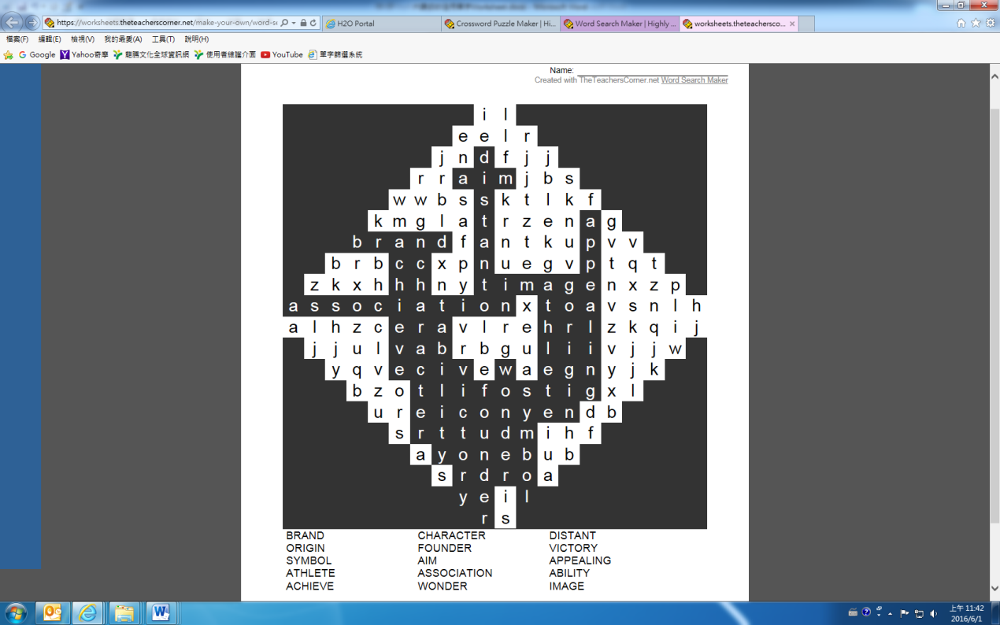 https://worksheets.theteacherscorner.net/make-your-own/word-se
H2O Portal
Crossword Puzzle Maker | Hi...
Word Search Maker | Highly ...
worksheets.theteachersco...
檔案(F) 編輯(E) 檢視(V) 我的最愛(A) 工具(T) 說明(H)
Google Yahoo奇摩 龍騰文化全球資訊網 使用者維護介面 YouTube 單字篩選系統
Name:
Created with TheTeachersCorner.net Word Search Maker
i l
e e l r
j n d f j j
r r a i m j b s
w w b s s k t l k f
k m g l a t r z e n a g
b r a n d f a n t k u p v v
b r b c c x p n u e g v p t q t
z k x h h h n y t i m a g e n x z p
a s s o c i a t i o n x t o a v s n l h
a l h z c e r a v l r e h r l z k q i j
j j u l v a b r b g u l i i v j j w
y q v e c i v e w a e g n y j k
b z o t l i f o s t i g x l
u r e i c o n y e n d b
s r t t u d m i h f
a y o n e b u b
s r d r o a
y e i l
r s
BRAND CHARACTER DISTANT
ORIGIN FOUNDER VICTORY
SYMBOL AIM APPEALING
ATHLETE ASSOCIATION ABILITY
ACHIEVE WONDER IMAGE
上午 11:42
2016/6/1